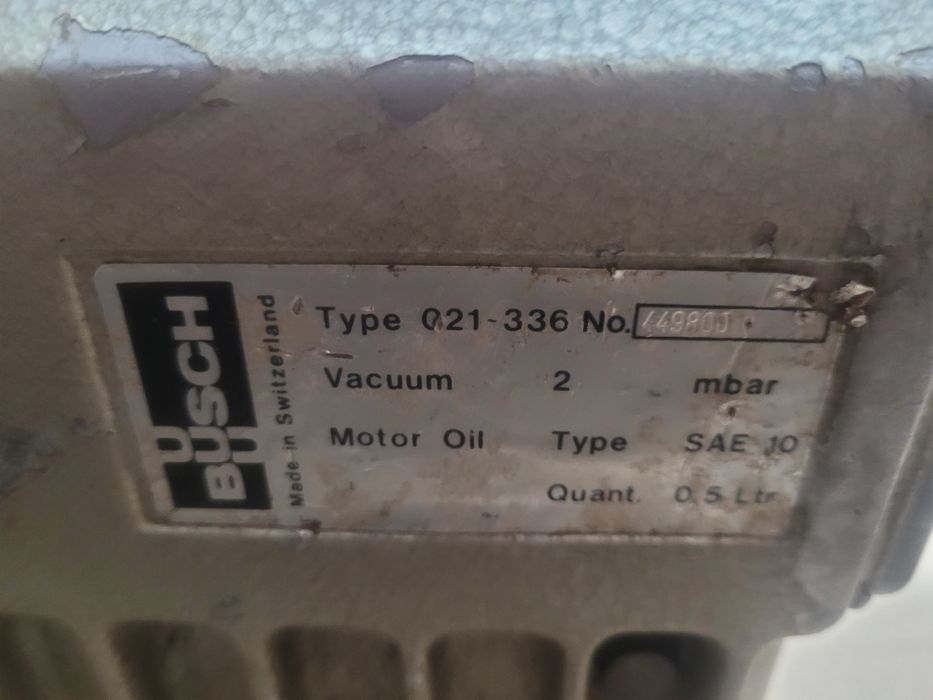 BUSCH
Made in Switzerland
Type 021-336 No.
Vacuum 2 mbar
Motor Oil Type SAE 10
Quant. 0.5 Ltr